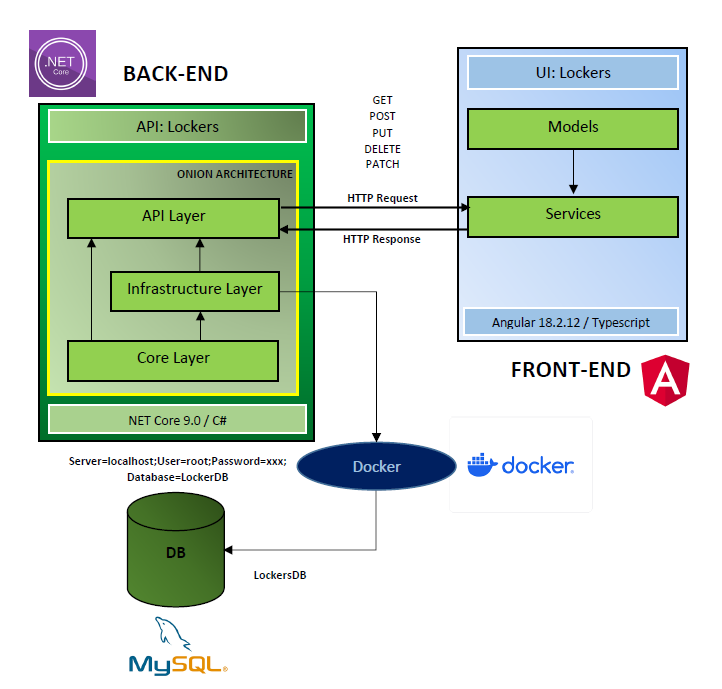 .NET
Core
BACK-END
API: Lockers
ONION ARCHITECTURE
API Layer
Infrastructure Layer
Core Layer
NET Core 9.0 / C#
GET
POST
PUT
DELETE
PATCH
HTTP Request
HTTP Response
UI: Lockers
Models
Services
Angular 18.2.12 / Typescript
FRONT-END
A
Server=localhost;User=root;Password=xxx;
Database=LockerDB
Docker
docker.
DB
LockersDB
MySQL®